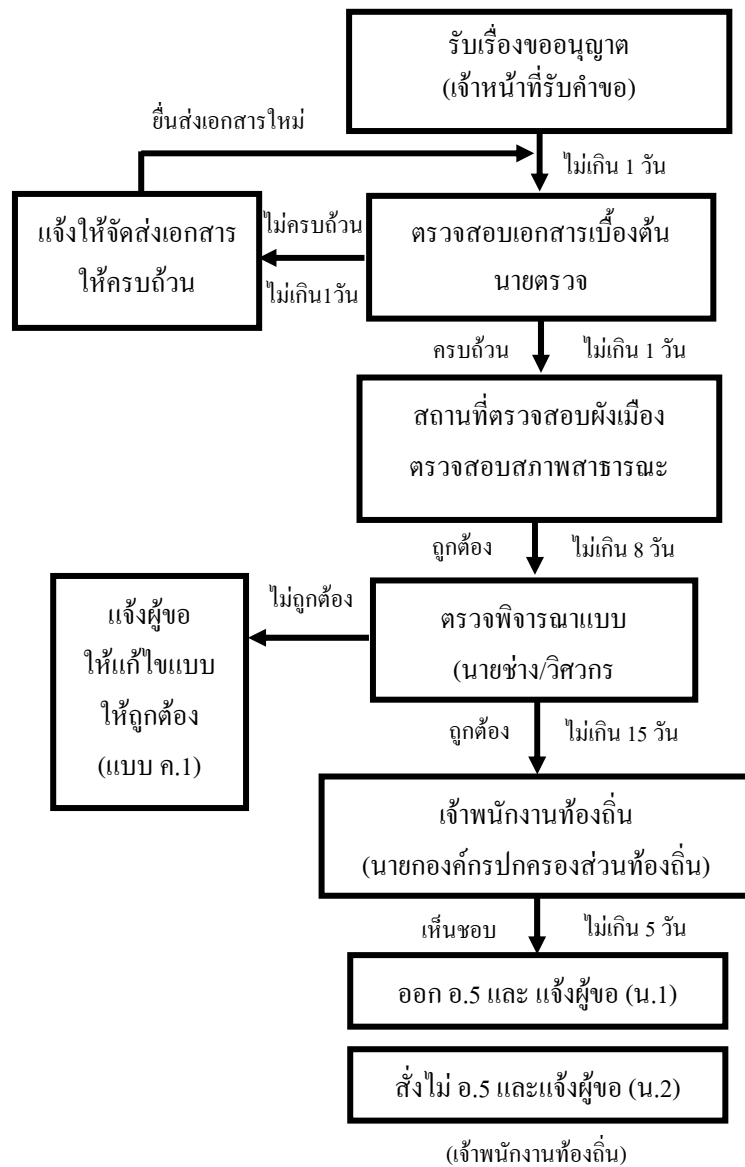 รับเรื่องขออนุญาต
(เจ้าหน้าที่รับคำขอ)
ยื่นส่งเอกสารใหม่
ไม่เกิน 1 วัน
แจ้งให้จัดส่งเอกสาร
ให้ครบถ้วน
ไม่ครบถ้วน
ไม่เกิน1วัน
ตรวจสอบเอกสารเบื้องต้น
นายตรวจ
ครบถ้วน
ไม่เกิน 1 วัน
สถานที่ตรวจสอบผังเมือง
ตรวจสอบสภาพสาธารณะ
ถูกต้อง
ไม่เกิน 8 วัน
แจ้งผู้ขอ
ให้แก้ไขแบบ
ให้ถูกต้อง
(แบบ ค.1)
ไม่ถูกต้อง
ตรวจพิจารณาแบบ
(นายช่าง/วิศวกร
ถูกต้อง
ไม่เกิน 15 วัน
เจ้าพนักงานท้องถิ่น
(นายกองค์กรปกครองส่วนท้องถิ่น)
เห็นชอบ
ไม่เกิน 5 วัน
ออก อ.5 และ แจ้งผู้ขอ (น.1)
สั่งไม่ อ.5 และแจ้งผู้ขอ (น.2)
(เจ้าพนักงานท้องถิ่น)